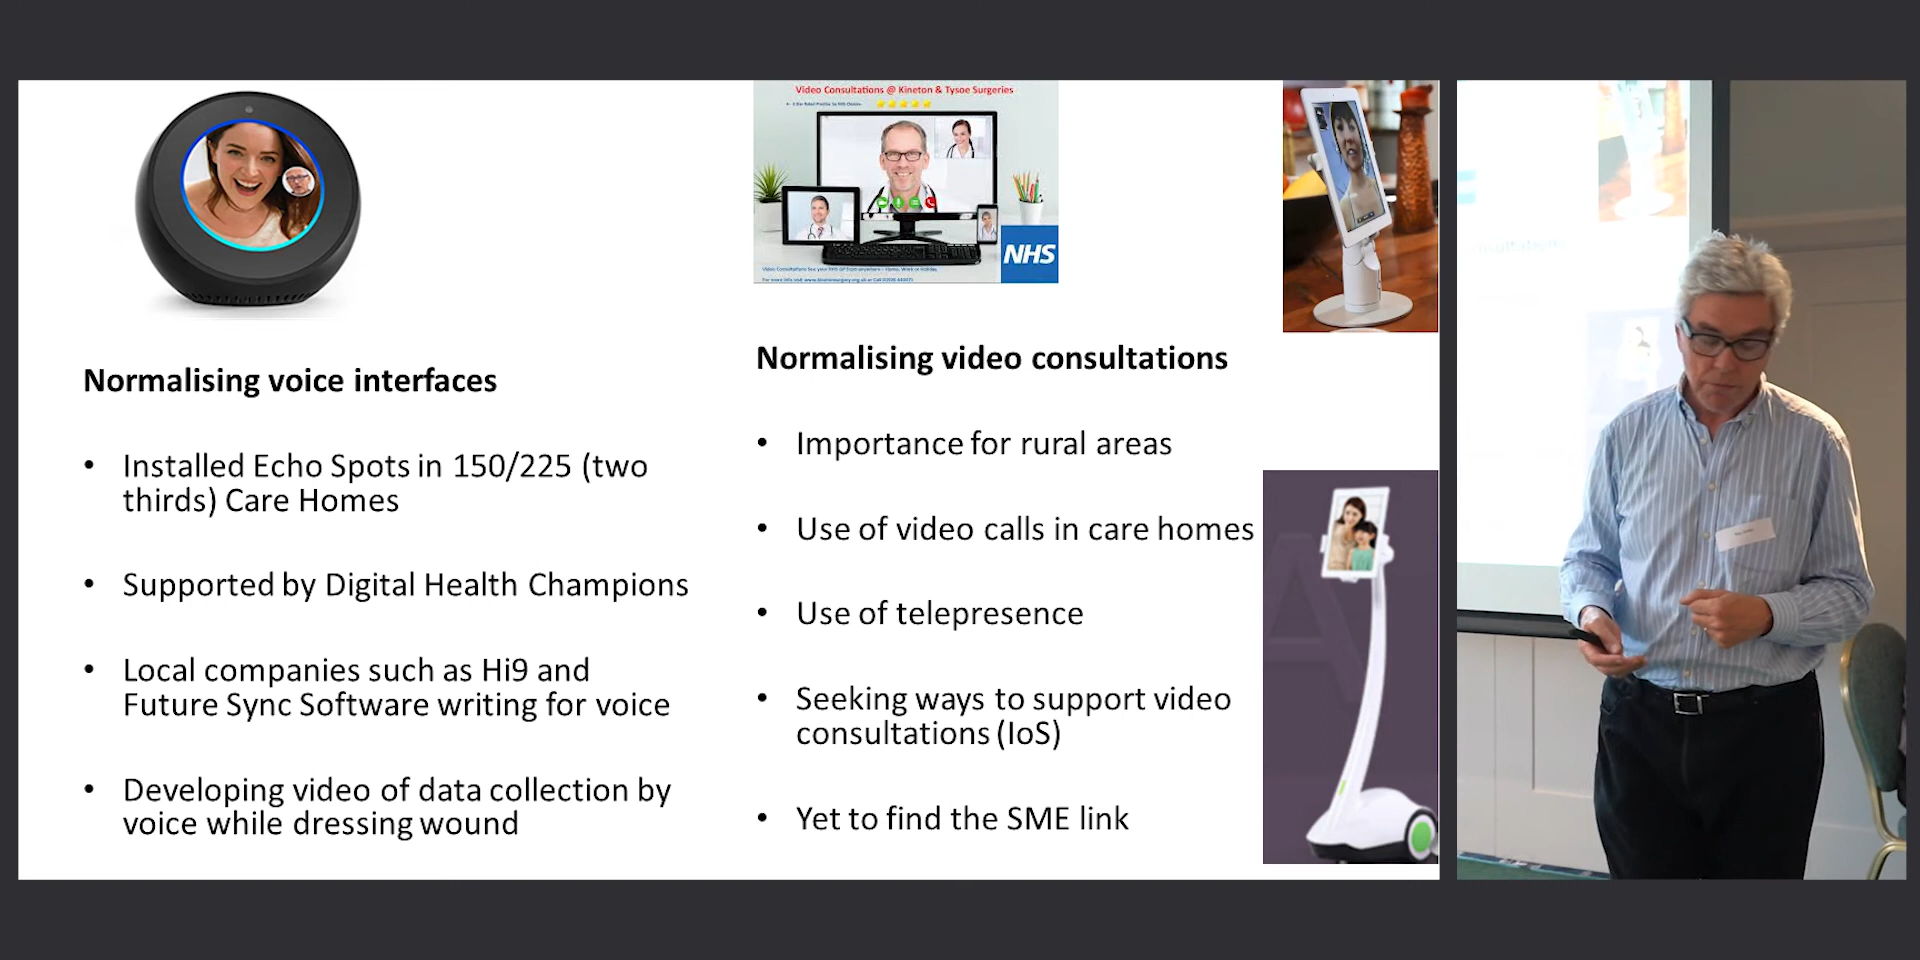 Video Consultations @ Kineton & Tysoe Surgeries
NHS
Normalising voice interfaces
• Installed Echo Spots in 150/225 (two
thirds) Care Homes
• Supported by Digital Health Champions
• Local companies such as Hi9 and
Future Sync Software writing for voice
• Developing video of data collection by
voice while dressing wound
Normalising video consultations
• Importance for rural areas
• Use of video calls in care homes
• Use of telepresence
• Seeking ways to support video
consultations (IoS)
• Yet to find the SME link